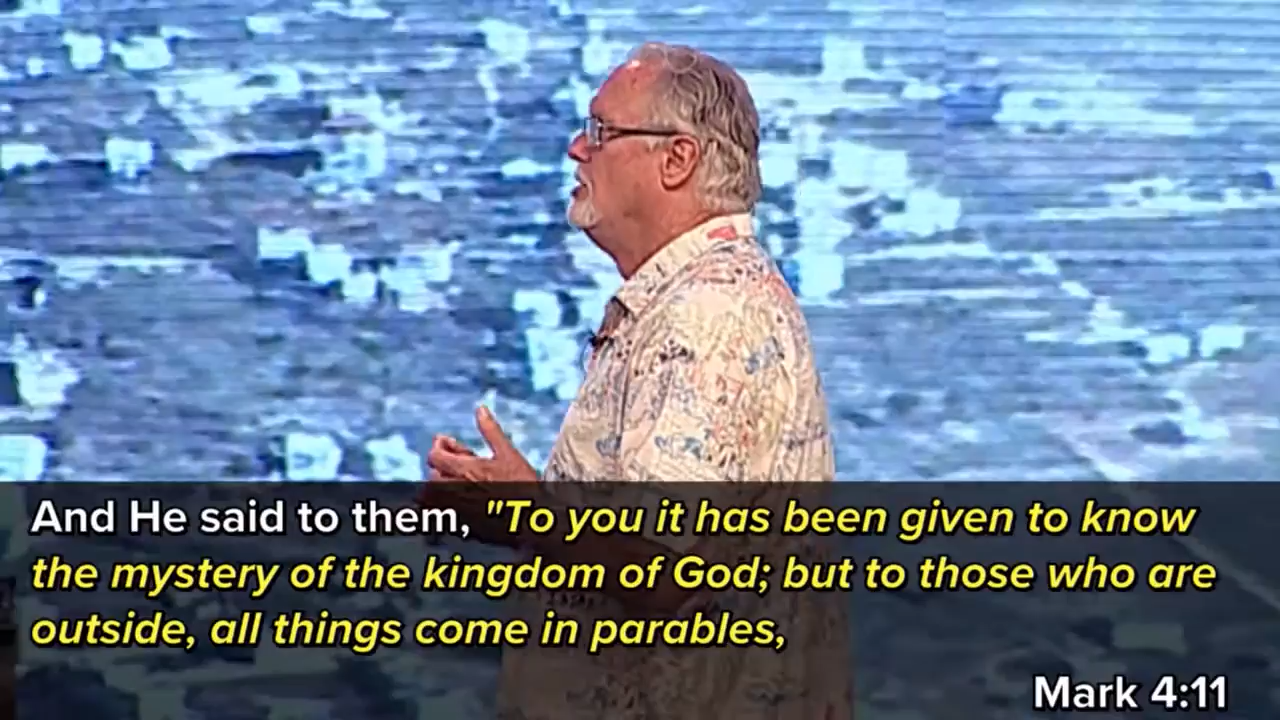 And He said to them, "To you it has been given to know
the mystery of the kingdom of God; but to those who are
outside, all things come in parables,
Mark 4:11